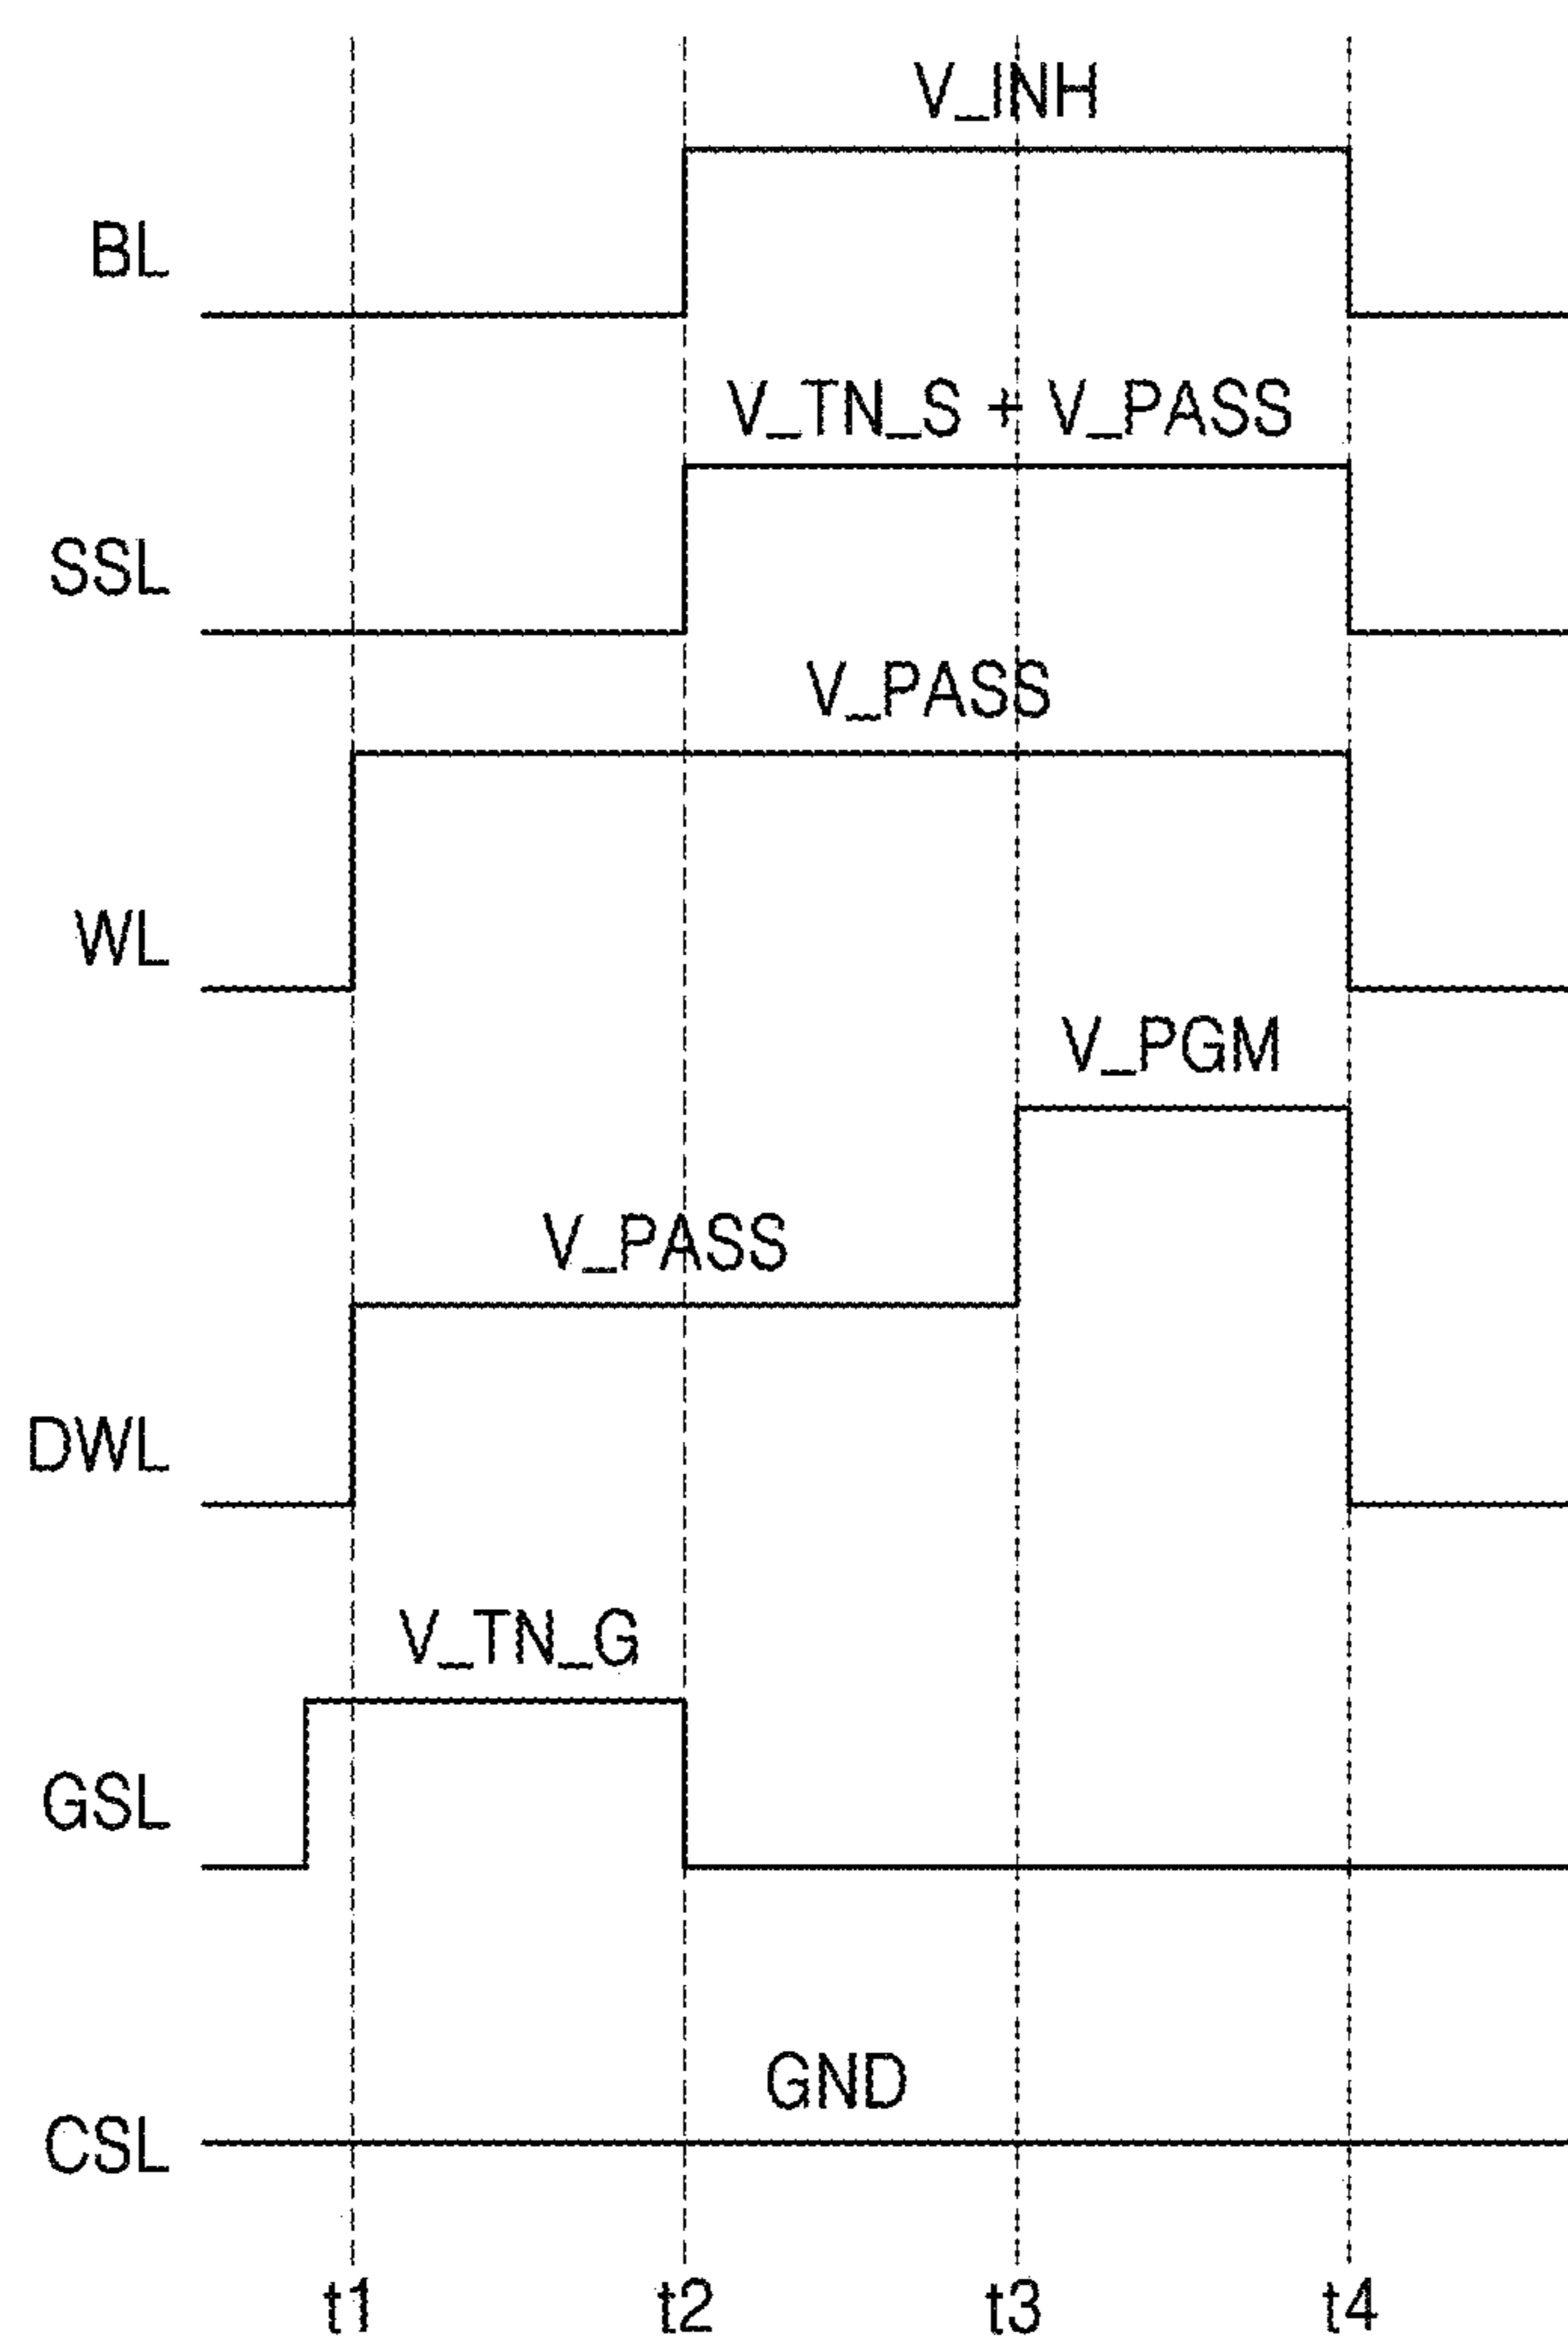 V_INH
BL
V_TN_S + V_PASS
SSL
V_PASS
WL
V_PGM
V_PASS
DWL
V_TN_G
GSL
GND
CSL
t1 t2 t3 t4